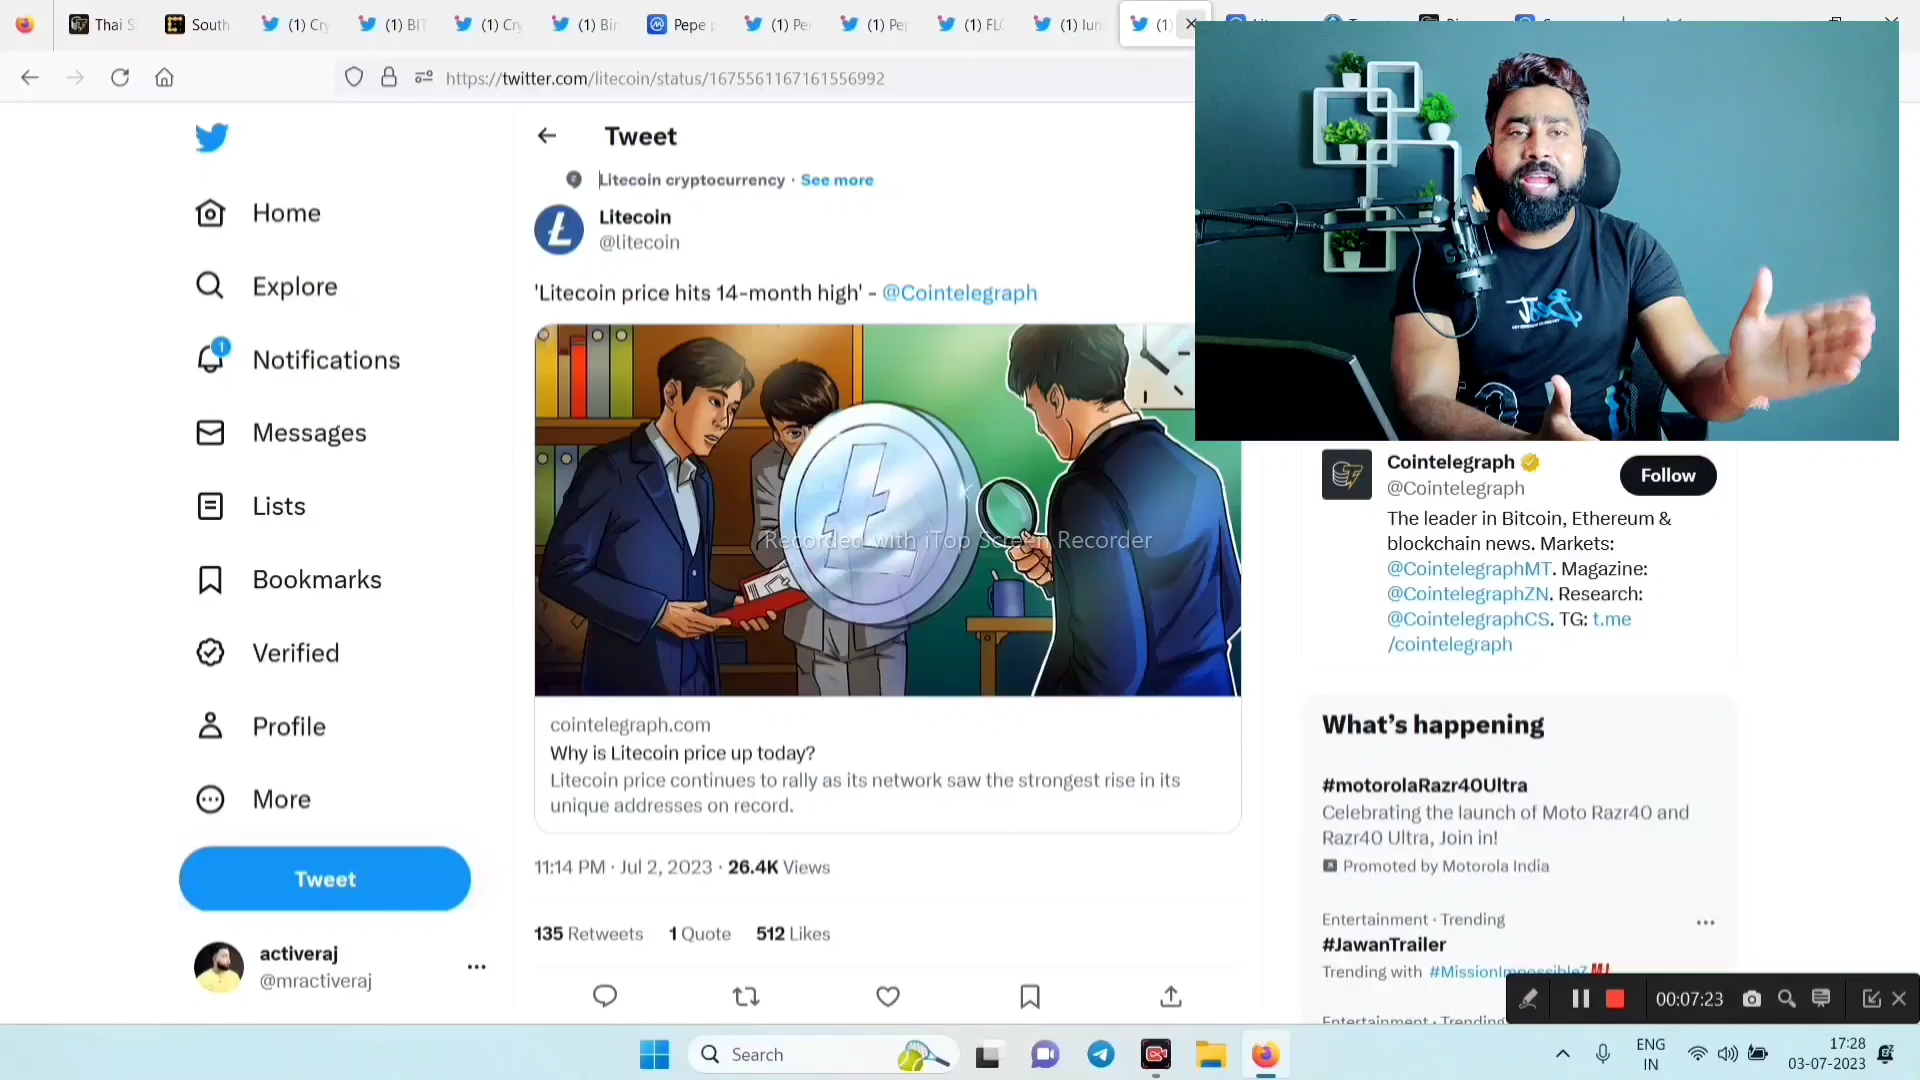 Thai S
South
(1) Cry
(1) BIT
(1) Cry
(1) Bin
Pepe p
(1) Pe
(1) Pep
(1) FLO
(1) lun
(1)
https://twitter.com/litecoin/status/1675561167161556992
Home
Explore
1
Notifications
Messages
Lists
Bookmarks
Verified
Profile
More
Tweet
activeraj
@mractiveraj
Tweet
Litecoin cryptocurrency · See more
Litecoin
@litecoin
'Litecoin price hits 14-month high' - @Cointelegraph
Recorded with iTop Screen Recorder
cointelegraph.com
Why is Litecoin price up today?
Litecoin price continues to rally as its network saw the strongest rise in its
unique addresses on record.
11:14 PM · Jul 2, 2023 · 26.4K Views
135 Retweets 1 Quote 512 Likes
Cointelegraph
@Cointelegraph
Follow
The leader in Bitcoin, Ethereum &
blockchain news. Markets:
@CointelegraphMT. Magazine:
@CointelegraphZN. Research:
@CointelegraphCS. TG: t.me
/cointelegraph
What's happening
#motorolaRazr40Ultra
Celebrating the launch of Moto Razr40 and
Razr40 Ultra, Join in!
Promoted by Motorola India
Entertainment · Trending
#JawanTrailer
Trending with #MissionImpossible7
Entertainment · Trending
00:07:23
Search
ENG
IN
17:28
03-07-2023